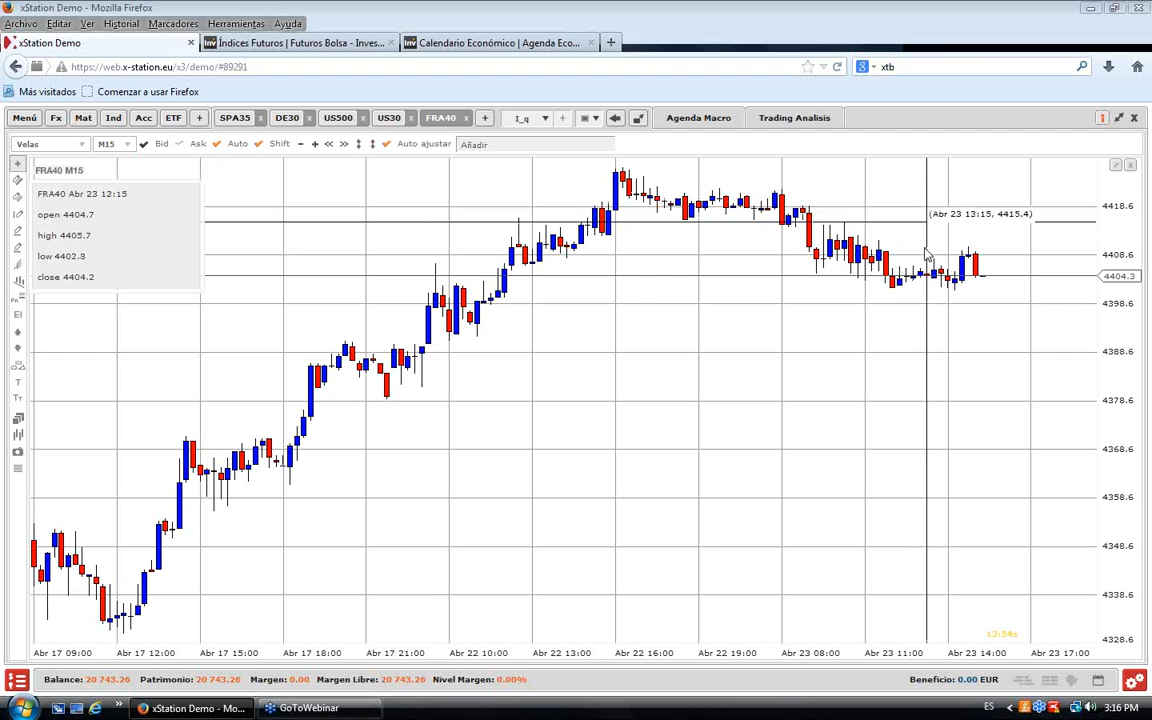 xStation Demo - Mozilla Firefox
Archivo Editar Ver Historial Marcadores Herramientas Ayuda
xStation Demo × Índices Futuros | Futuros Bolsa - Inves... × Calendario Económico | Agenda Eco... × +
https://web.x-station.eu/x3/demo/#89291 xtb
Más visitados Comenzar a usar Firefox
Menú Fx Mat Ind Acc ETF + SPA35 x DE30 x US500 x US30 x FRA40 x + I_q + Agenda Macro Trading Analisis
Velas M15 Bid Ask Auto Shift - + << >> Auto ajustar Añadir
FRA40 M15
FRA40 Abr 23 12:15
open 4404.7
high 4405.7
low 4402.8
close 4404.2
(Abr 23 13:15, 4415.4)
4418.6
4408.6
4404.3
4398.6
4388.6
4378.6
4368.6
4358.6
4348.6
4338.6
4328.6
13:54s
Abr 17 09:00 Abr 17 12:00 Abr 17 15:00 Abr 17 18:00 Abr 17 21:00 Abr 22 10:00 Abr 22 13:00 Abr 22 16:00 Abr 23 08:00 Abr 23 11:00 Abr 23 14:00 Abr 23 17:00
Balance: 20 743.26 Patrimonio: 20 743.26 Margen: 0.00 Margen Libre: 20 743.26 Nivel Margen: 0.00% Beneficio: 0.00 EUR
xStation Demo - Mo... GoToWebinar ES 3:16 PM